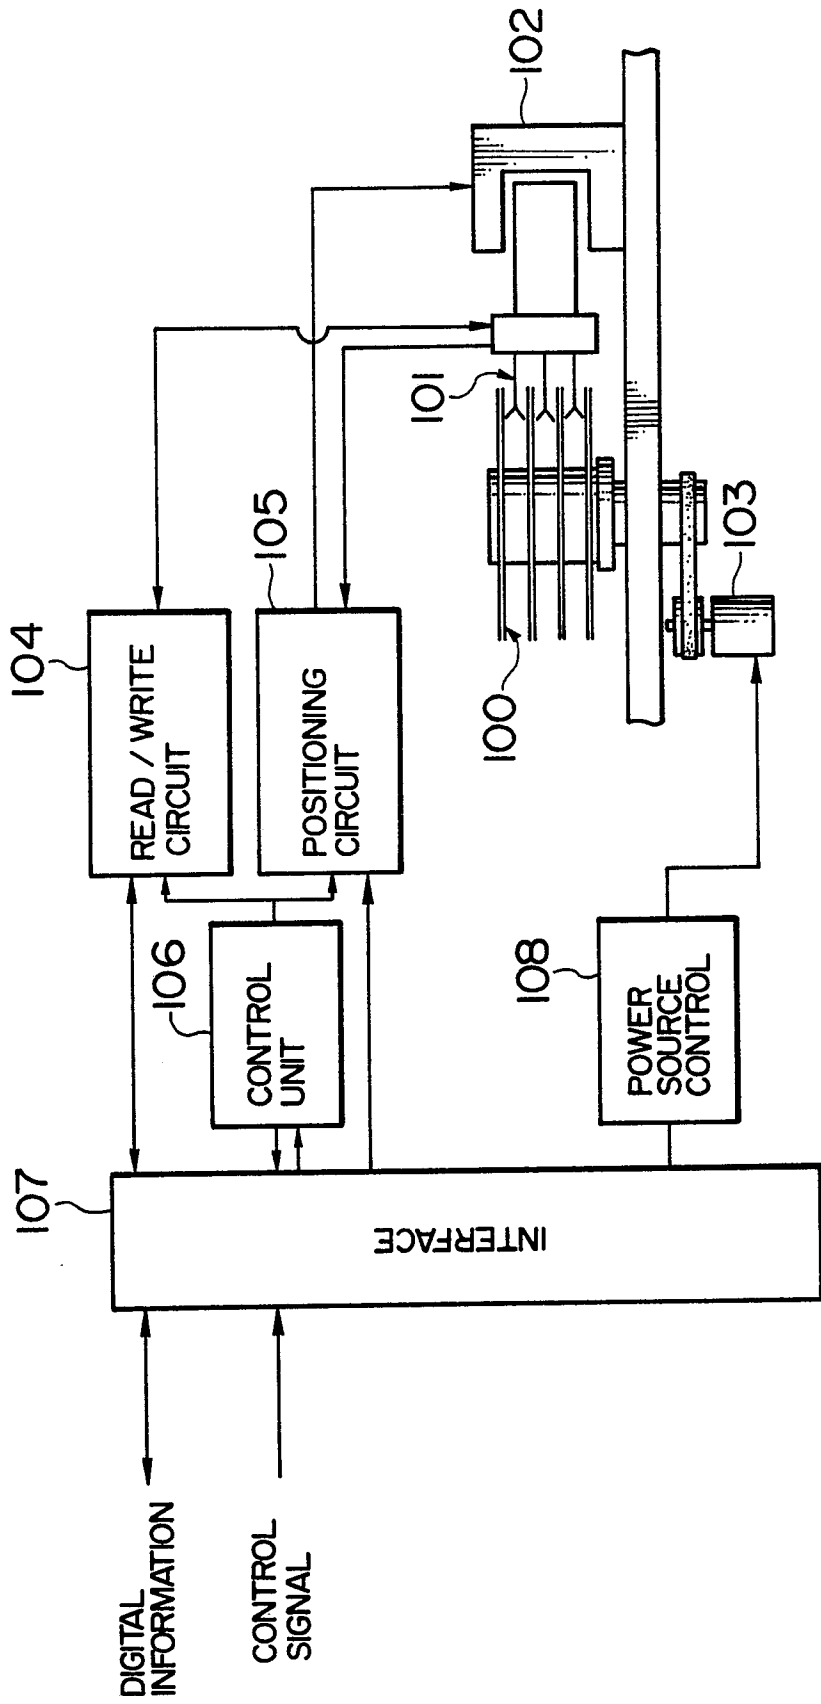 DIGITAL
INFORMATION
CONTROL
SIGNAL
107
INTERFACE
106
CONTROL
UNIT
104
READ / WRITE
CIRCUIT
105
POSITIONING
CIRCUIT
108
POWER
SOURCE
CONTROL
100
101
102
103